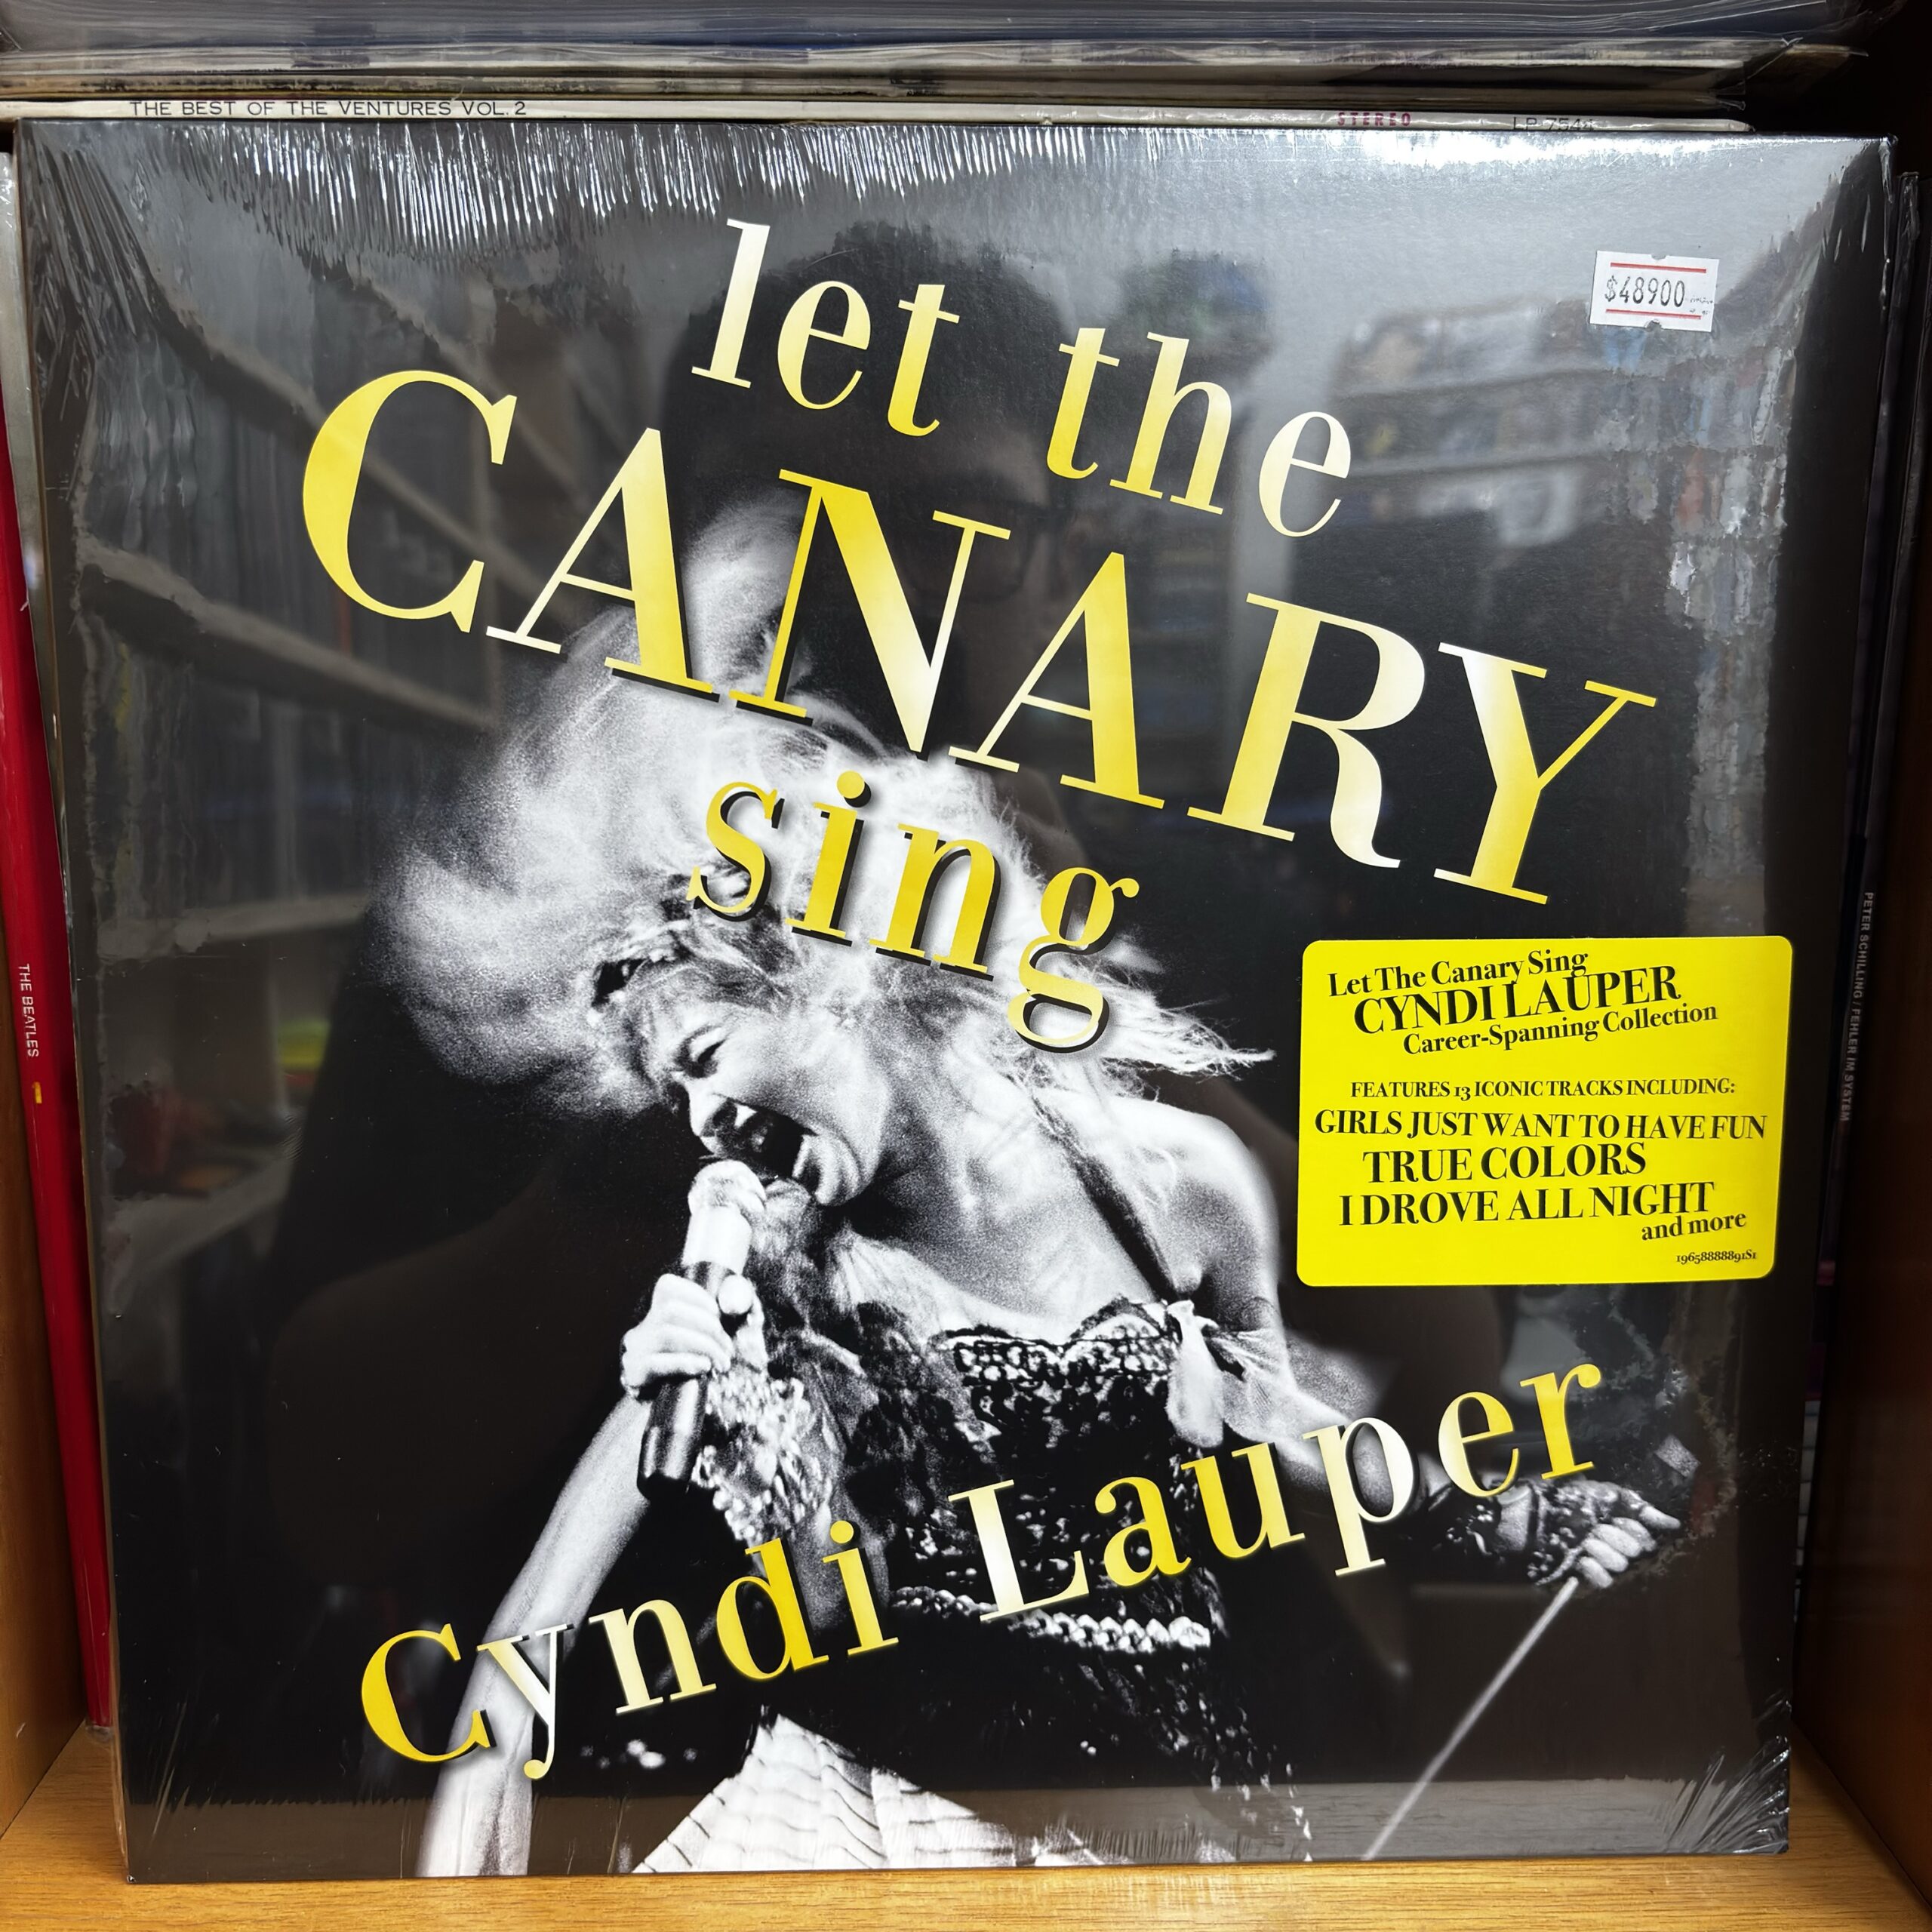 THE BEST OF THE VENTURES VOL. 2
STEREO
$48900
let the
CANARY
sing
Cyndi Lauper
Let The Canary Sing
CYNDI LAUPER
Career-Spanning Collection
FEATURES 13 ICONIC TRACKS INCLUDING:
GIRLS JUST WANT TO HAVE FUN
TRUE COLORS
I DROVE ALL NIGHT
and more
19658888891S1
THE BEATLES
PETER SCHILLING / FEHLER IM SYSTEM